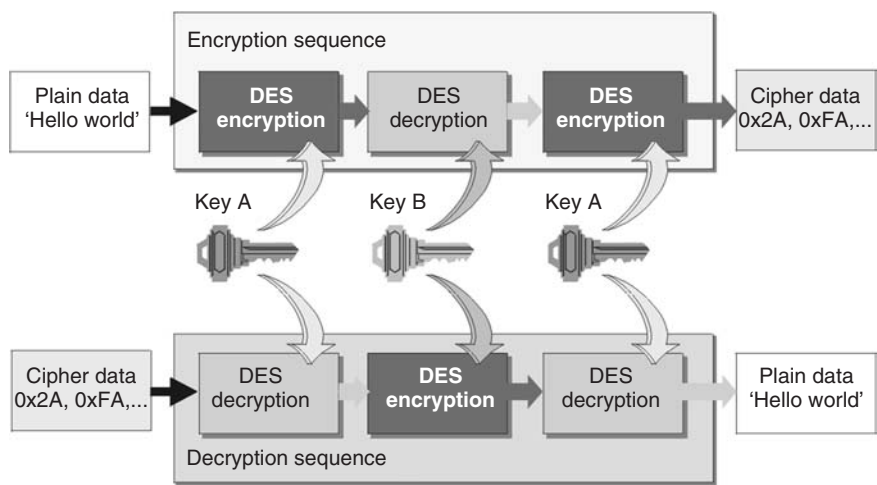 Encryption sequence
Plain data
‘Hello world’
DES
encryption
DES
decryption
DES
encryption
Cipher data
0x2A, 0xFA,...
Key A
Key B
Key A
Cipher data
0x2A, 0xFA,...
DES
decryption
DES
encryption
DES
decryption
Plain data
‘Hello world’
Decryption sequence